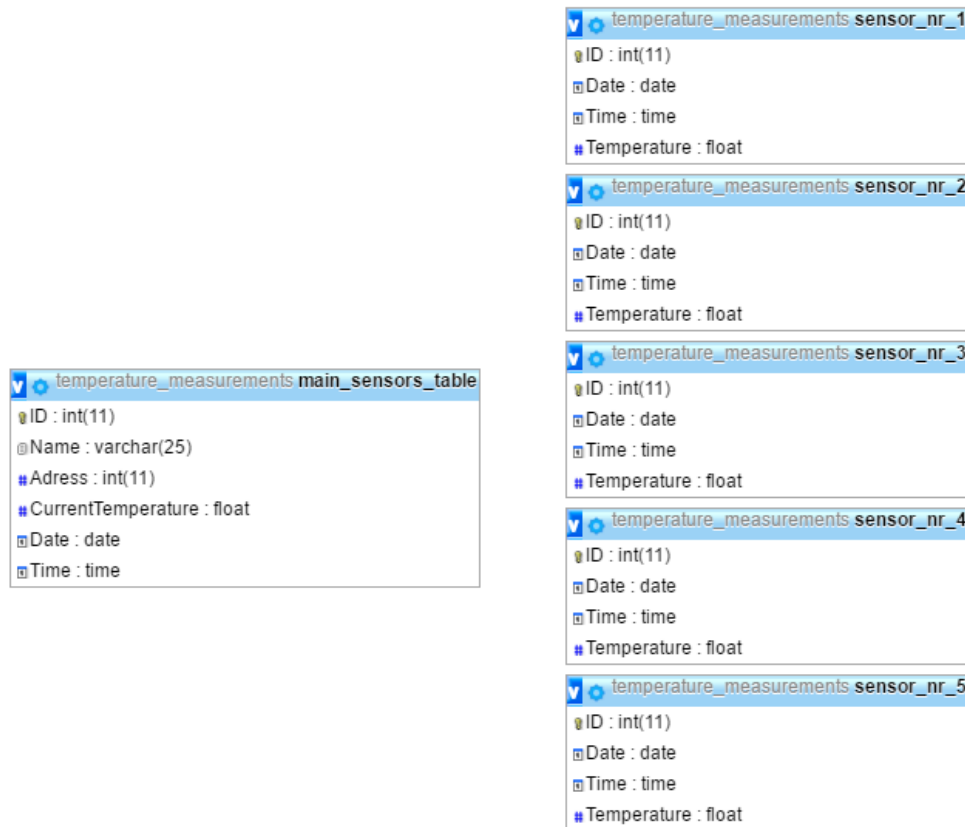 temperature_measurements main_sensors_table
ID : int(11)
Name : varchar(25)
Adress : int(11)
CurrentTemperature : float
Date : date
Time : time
temperature_measurements sensor_nr_1
ID : int(11)
Date : date
Time : time
Temperature : float
temperature_measurements sensor_nr_2
ID : int(11)
Date : date
Time : time
Temperature : float
temperature_measurements sensor_nr_3
ID : int(11)
Date : date
Time : time
Temperature : float
temperature_measurements sensor_nr_4
ID : int(11)
Date : date
Time : time
Temperature : float
temperature_measurements sensor_nr_5
ID : int(11)
Date : date
Time : time
Temperature : float